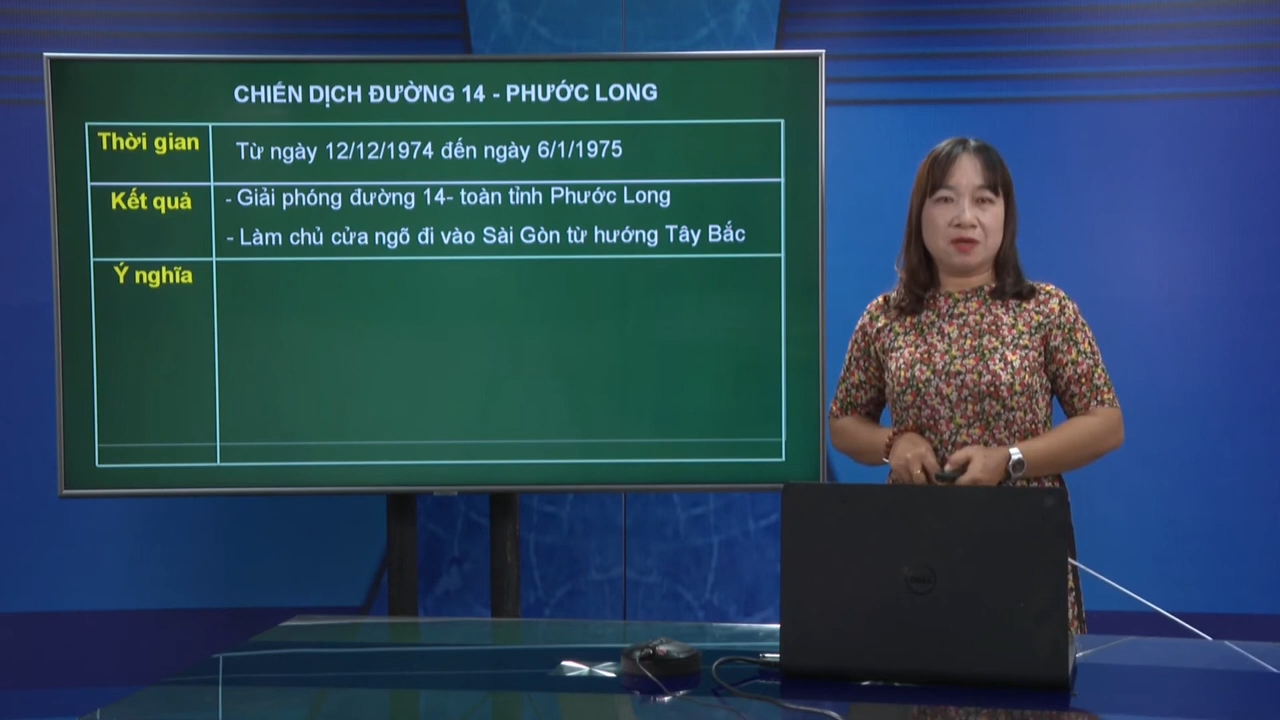 CHIẾN DỊCH ĐƯỜNG 14 - PHƯỚC LONG
Thời gian
Từ ngày 12/12/1974 đến ngày 6/1/1975
Kết quả
- Giải phóng đường 14- toàn tỉnh Phước Long
- Làm chủ cửa ngõ đi vào Sài Gòn từ hướng Tây Bắc
Ý nghĩa
DELL